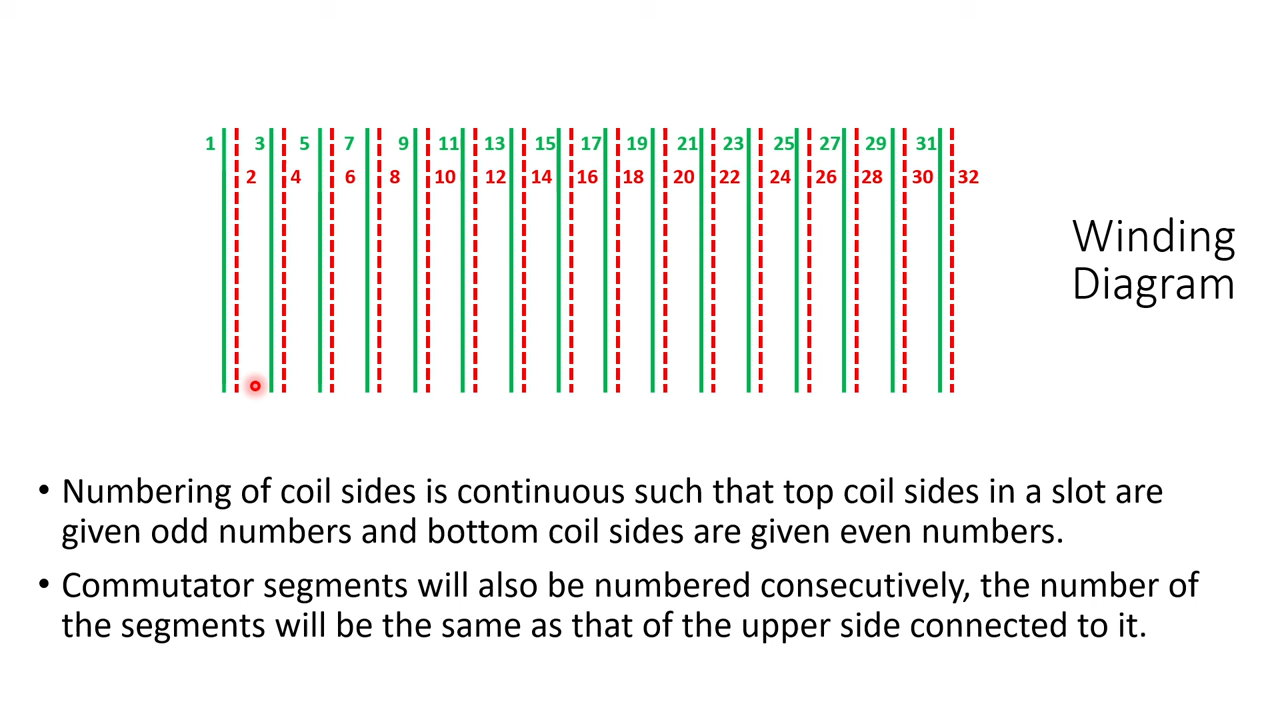 1 3 5 7 9 11 13 15 17 19 21 23 25 27 29 31
2 4 6 8 10 12 14 16 18 20 22 24 26 28 30 32
Winding
Diagram
• Numbering of coil sides is continuous such that top coil sides in a slot are
given odd numbers and bottom coil sides are given even numbers.
• Commutator segments will also be numbered consecutively, the number of
the segments will be the same as that of the upper side connected to it.